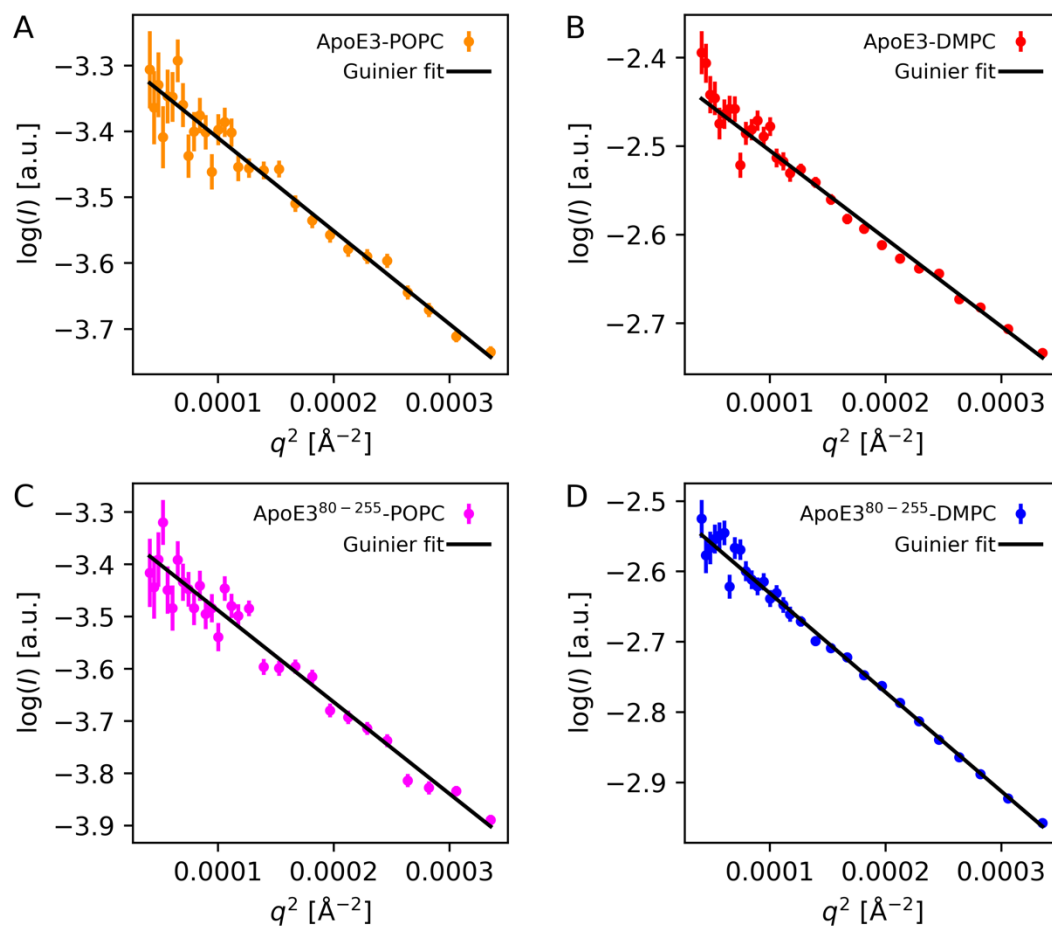 A
ApoE3-POPC
Guinier fit
−3.3
−3.4
−3.5
−3.6
−3.7
log(I) [a.u.]
0.0001 0.0002 0.0003
q² [Å⁻²]
B
ApoE3-DMPC
Guinier fit
−2.4
−2.5
−2.6
−2.7
log(I) [a.u.]
0.0001 0.0002 0.0003
q² [Å⁻²]
C
ApoE3⁸⁰⁻²⁵⁵-POPC
Guinier fit
−3.3
−3.4
−3.5
−3.6
−3.7
−3.8
−3.9
log(I) [a.u.]
0.0001 0.0002 0.0003
q² [Å⁻²]
D
ApoE3⁸⁰⁻²⁵⁵-DMPC
Guinier fit
−2.5
−2.6
−2.7
−2.8
−2.9
log(I) [a.u.]
0.0001 0.0002 0.0003
q² [Å⁻²]